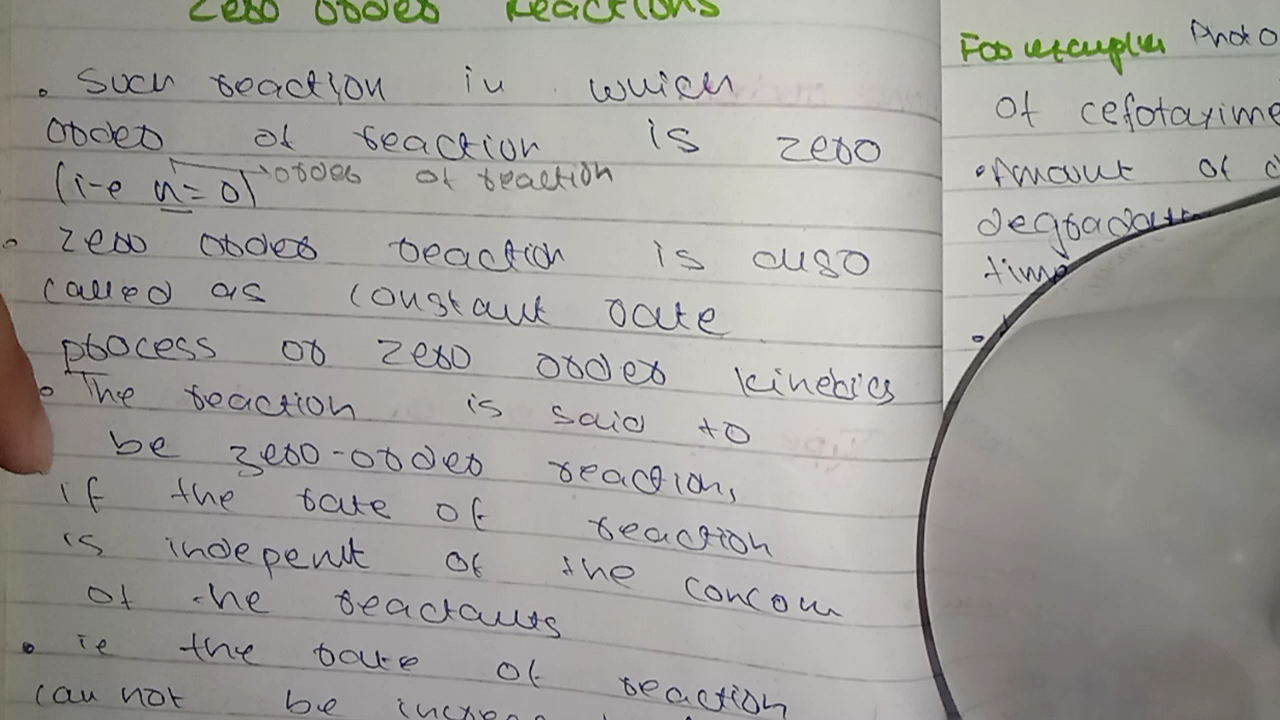 Zero order Reactions
• Such reaction in which
order of reaction is zero
(i-e n=0) order of reaction
• Zero order reaction is also
called as constant rate
process or zero order kinetics
• The reaction is said to
be zero-order reaction,
if the rate of reaction
is indepent of the
of the reactants
• ie the rate of reaction
can not be
For examples Photo
Of cefotaxime
• Amount of
time